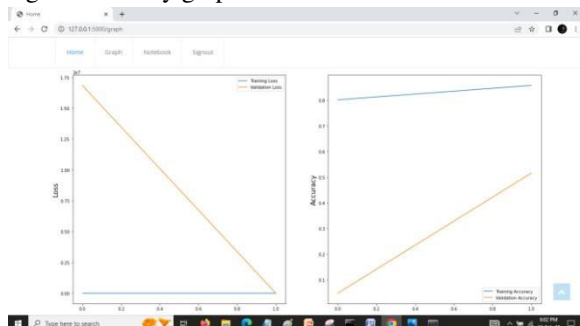 Home
127.0.0.1:5000/graph
Home Graph Notebook Signout
1e7
Training Loss
Validation Loss
1.75
1.50
1.25
1.00
0.75
0.50
0.25
0.00
Loss
0.0 0.2 0.4 0.6 0.8 1.0
0.8
0.7
0.6
0.5
0.4
0.3
0.2
0.1
Accuracy
Training Accuracy
Validation Accuracy
0.0 0.2 0.4 0.6 0.8 1.0
Type here to search
6:02 PM